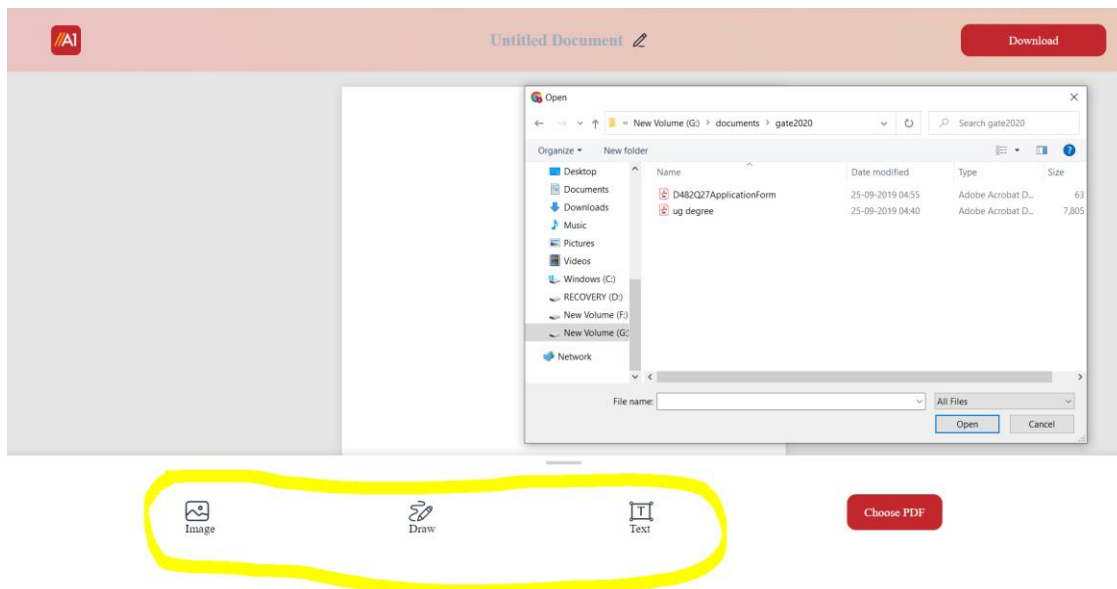 //A1
Untitled Document
Download
Open
« New Volume (G:) > documents > gate2020
Search gate2020
Organize
New folder
Desktop
Name
Date modified
Type
Size
Documents
D482Q27ApplicationForm
25-09-2019 04:55
Adobe Acrobat D...
63
Downloads
ug degree
25-09-2019 04:40
Adobe Acrobat D...
7,805
Music
Pictures
Videos
Windows (C:)
RECOVERY (D:)
New Volume (F:)
New Volume (G:
Network
File name:
All Files
Open
Cancel
Image
Draw
T
Text
Choose PDF